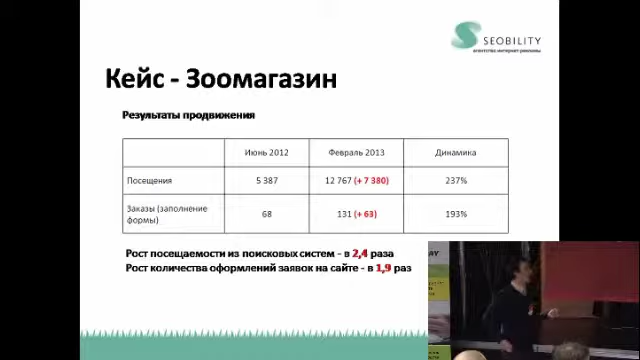 SEOBILITY
агентство интернет-рекламы
Кейс - Зоомагазин
Результаты продвижения
Июнь 2012 Февраль 2013 Динамика
Посещения 5 387 12 767 (+ 7 380) 237%
Заказы (заполнение
формы) 68 131 (+ 63) 193%
Рост посещаемости из поисковых систем - в 2,4 раза
Рост количества оформлений заявок на сайте - в 1,9 раз